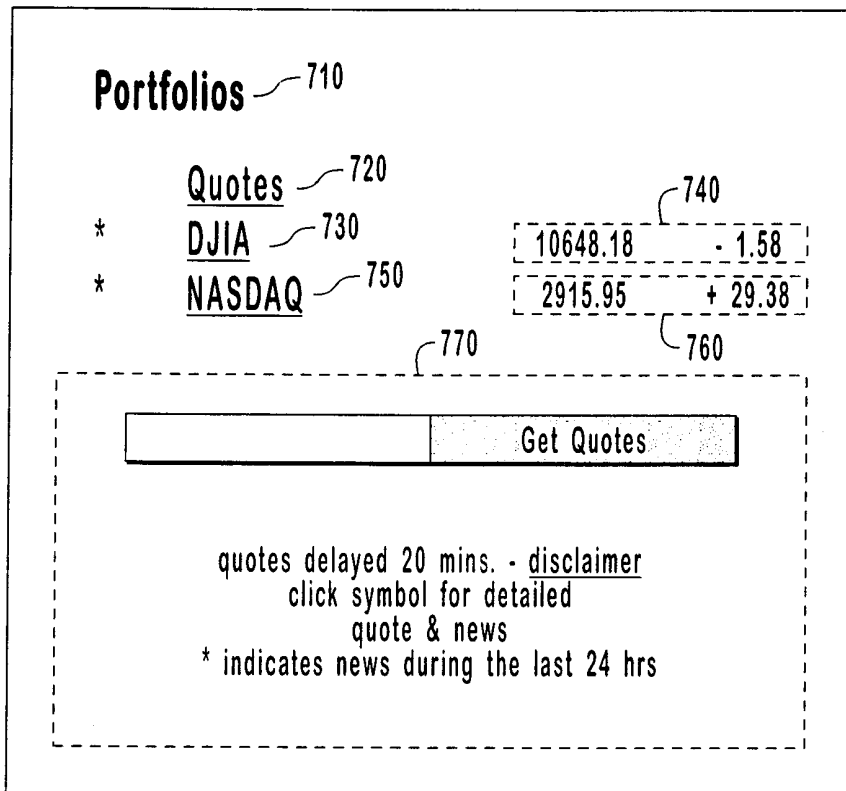 Portfolios 710
Quotes 720
740
* DJIA 730 10648.18 - 1.58
* NASDAQ 750 2915.95 + 29.38
770 760
Get Quotes
quotes delayed 20 mins. - disclaimer
click symbol for detailed
quote & news
* indicates news during the last 24 hrs